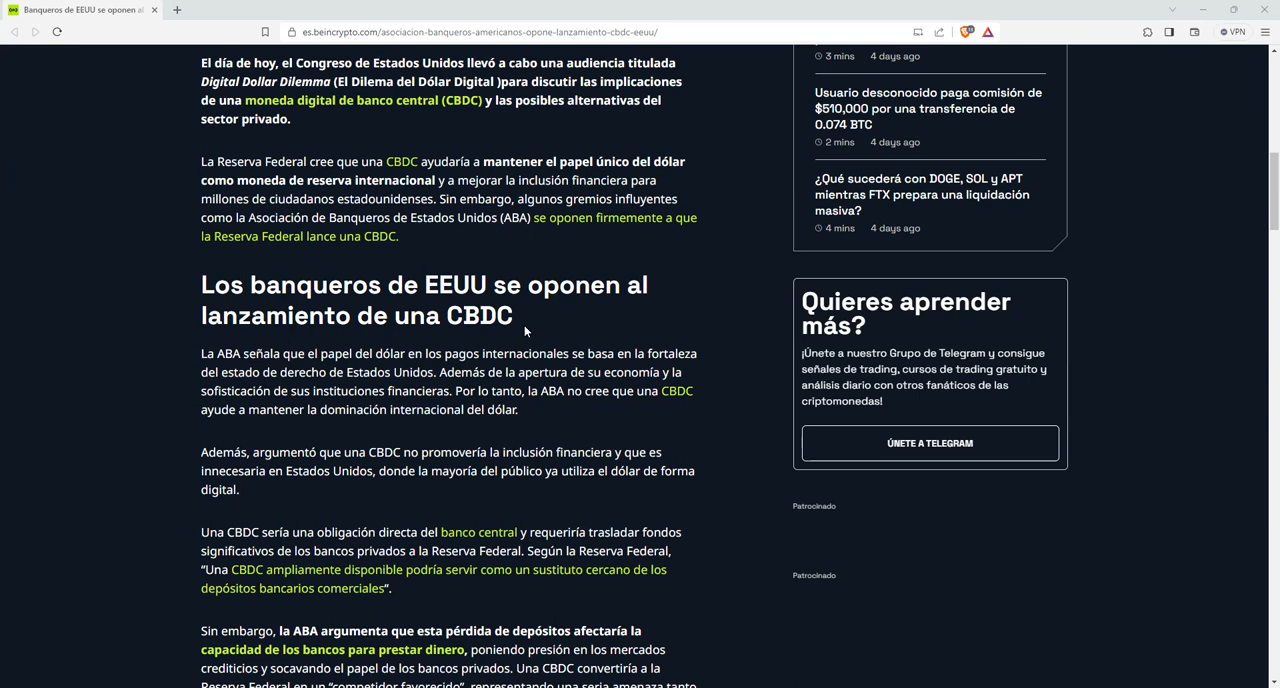 Banqueros de EEUU se oponen al
es.beincrypto.com/asociacion-banqueros-americanos-opone-lanzamiento-cbdc-eeuu/
VPN
El día de hoy, el Congreso de Estados Unidos llevó a cabo una audiencia titulada
Digital Dollar Dilemma (El Dilema del Dólar Digital )para discutir las implicaciones
de una moneda digital de banco central (CBDC) y las posibles alternativas del
sector privado.
La Reserva Federal cree que una CBDC ayudaría a mantener el papel único del dólar
como moneda de reserva internacional y a mejorar la inclusión financiera para
millones de ciudadanos estadounidenses. Sin embargo, algunos gremios influyentes
como la Asociación de Banqueros de Estados Unidos (ABA) se oponen firmemente a que
la Reserva Federal lance una CBDC.
Los banqueros de EEUU se oponen al
lanzamiento de una CBDC
La ABA señala que el papel del dólar en los pagos internacionales se basa en la fortaleza
del estado de derecho de Estados Unidos. Además de la apertura de su economía y la
sofisticación de sus instituciones financieras. Por lo tanto, la ABA no cree que una CBDC
ayude a mantener la dominación internacional del dólar.
Además, argumentó que una CBDC no promovería la inclusión financiera y que es
innecesaria en Estados Unidos, donde la mayoría del público ya utiliza el dólar de forma
digital.
Una CBDC sería una obligación directa del banco central y requeriría trasladar fondos
significativos de los bancos privados a la Reserva Federal. Según la Reserva Federal,
“Una CBDC ampliamente disponible podría servir como un sustituto cercano de los
depósitos bancarios comerciales“.
Sin embargo, la ABA argumenta que esta pérdida de depósitos afectaría la
capacidad de los bancos para prestar dinero, poniendo presión en los mercados
crediticios y socavando el papel de los bancos privados. Una CBDC convertiría a la
Reserva Federal en un “competidor favorecido”, representando una seria amenaza tanto
3 mins 4 days ago
Usuario desconocido paga comisión de
$510,000 por una transferencia de
0.074 BTC
2 mins 4 days ago
¿Qué sucederá con DOGE, SOL y APT
mientras FTX prepara una liquidación
masiva?
4 mins 4 days ago
Quieres aprender
más?
¡Únete a nuestro Grupo de Telegram y consigue
señales de trading, cursos de trading gratuito y
análisis diario con otros fanáticos de las
criptomonedas!
ÚNETE A TELEGRAM
Patrocinado
Patrocinado